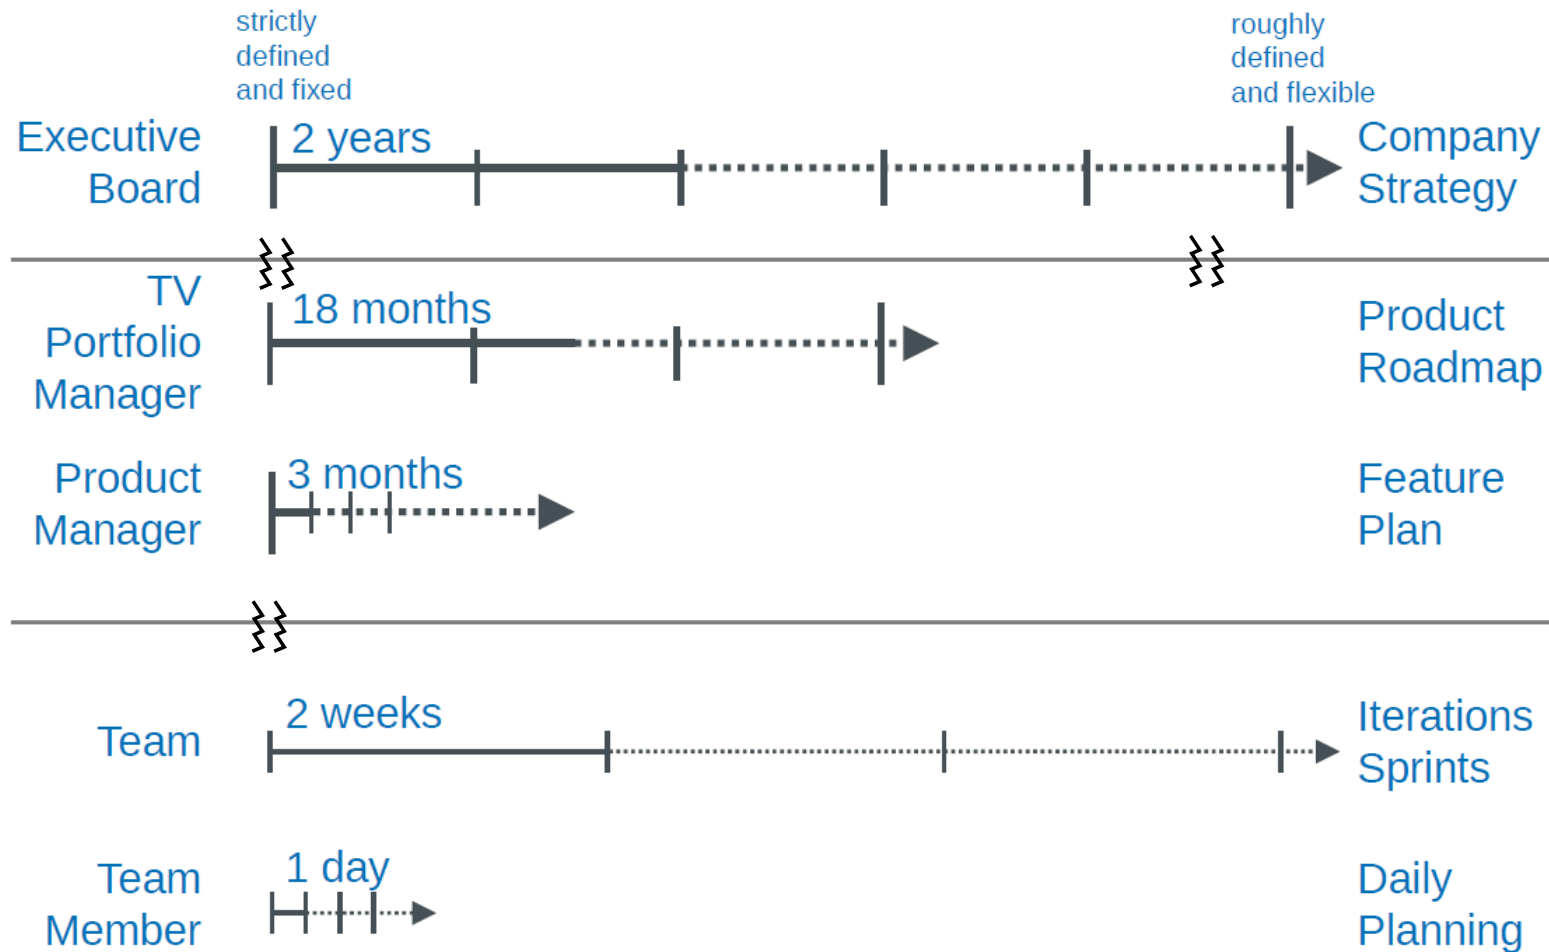 strictly
defined
and fixed
roughly
defined
and flexible
Executive
Board
2 years
Company
Strategy
TV
Portfolio
Manager
18 months
Product
Roadmap
Product
Manager
3 months
Feature
Plan
Team
2 weeks
Iterations
Sprints
Team
Member
1 day
Daily
Planning